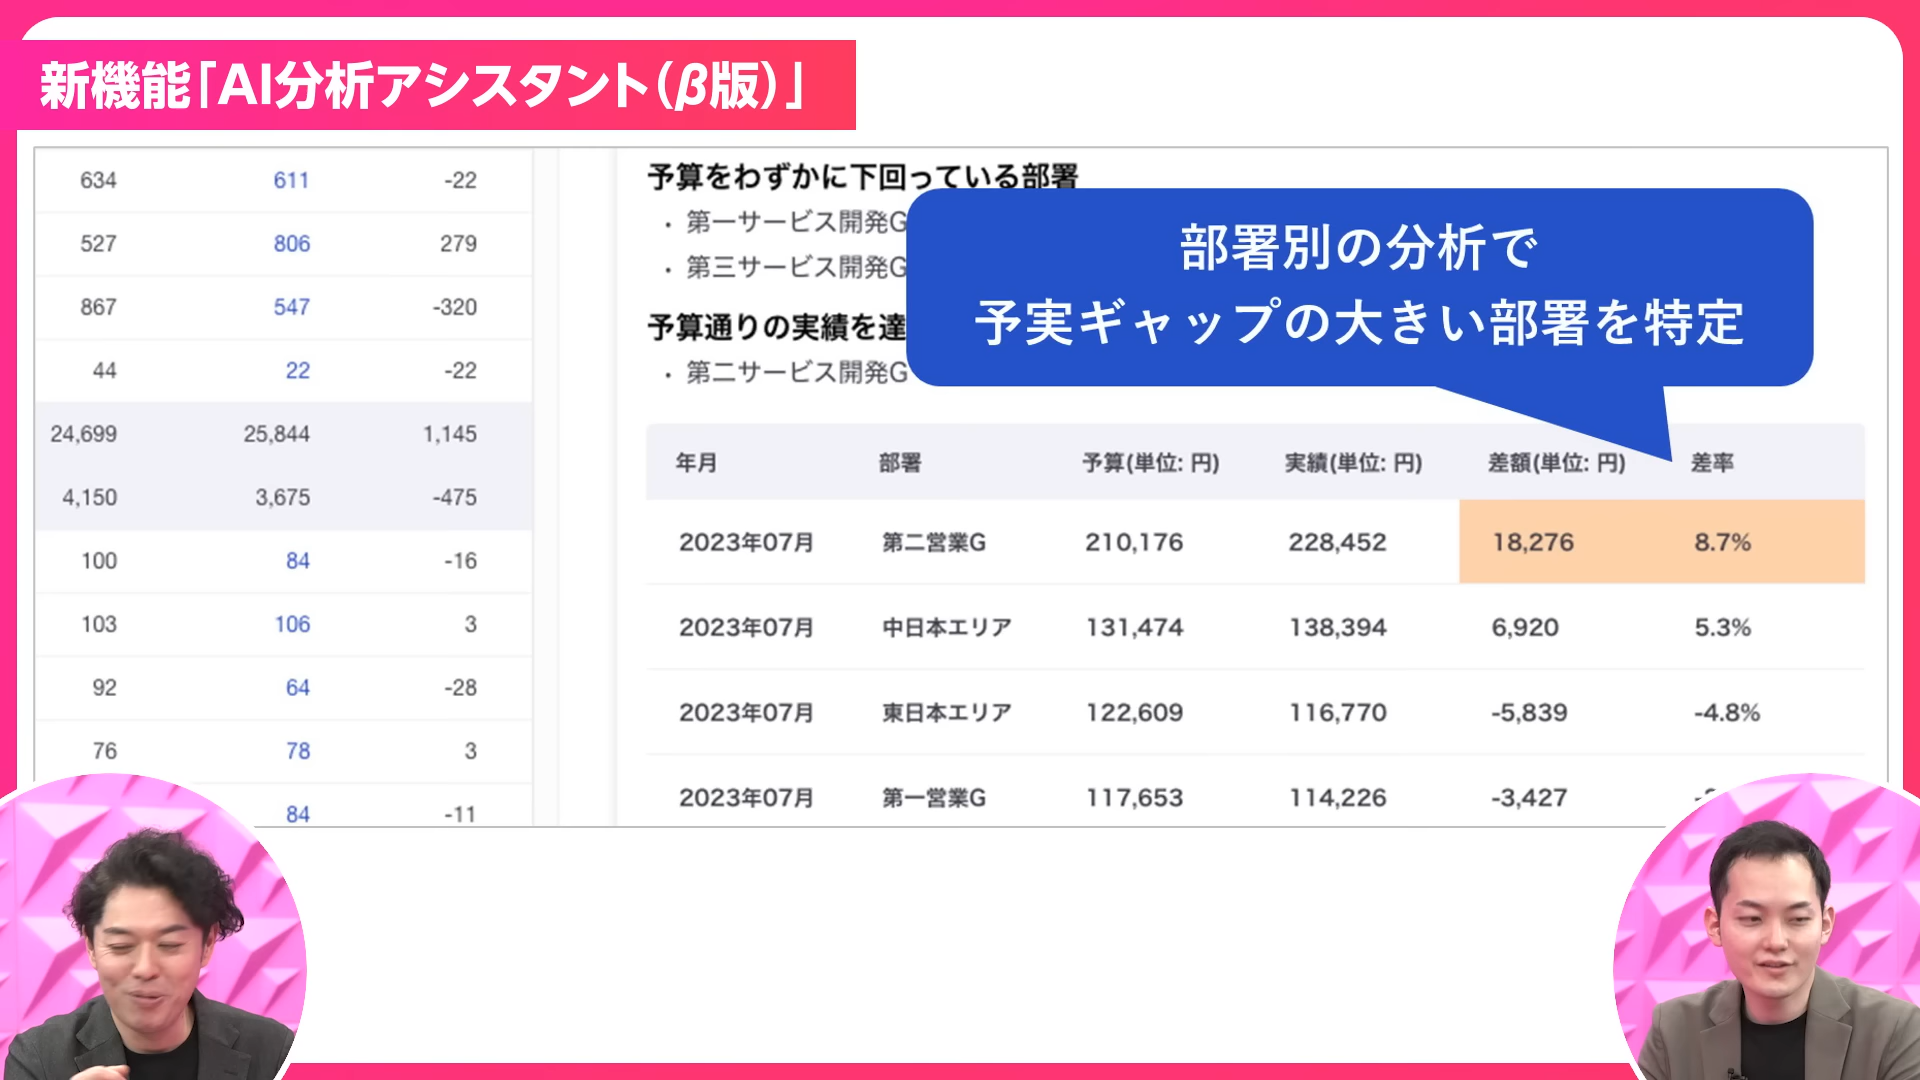 新機能「AI分析アシスタント（β版）」
634 611 -22
527 806 279
867 547 -320
44 22 -22
24,699 25,844 1,145
4,150 3,675 -475
100 84 -16
103 106 3
92 64 -28
76 78 3
84 -11
予算をわずかに下回っている部署
・第一サービス開発G
・第三サービス開発G
予算通りの実績を達
・第二サービス開発G
部署別の分析で
予実ギャップの大きい部署を特定
年月 部署 予算(単位: 円) 実績(単位: 円) 差額(単位: 円) 差率
2023年07月 第二営業G 210,176 228,452 18,276 8.7%
2023年07月 中日本エリア 131,474 138,394 6,920 5.3%
2023年07月 東日本エリア 122,609 116,770 -5,839 -4.8%
2023年07月 第一営業G 117,653 114,226 -3,427